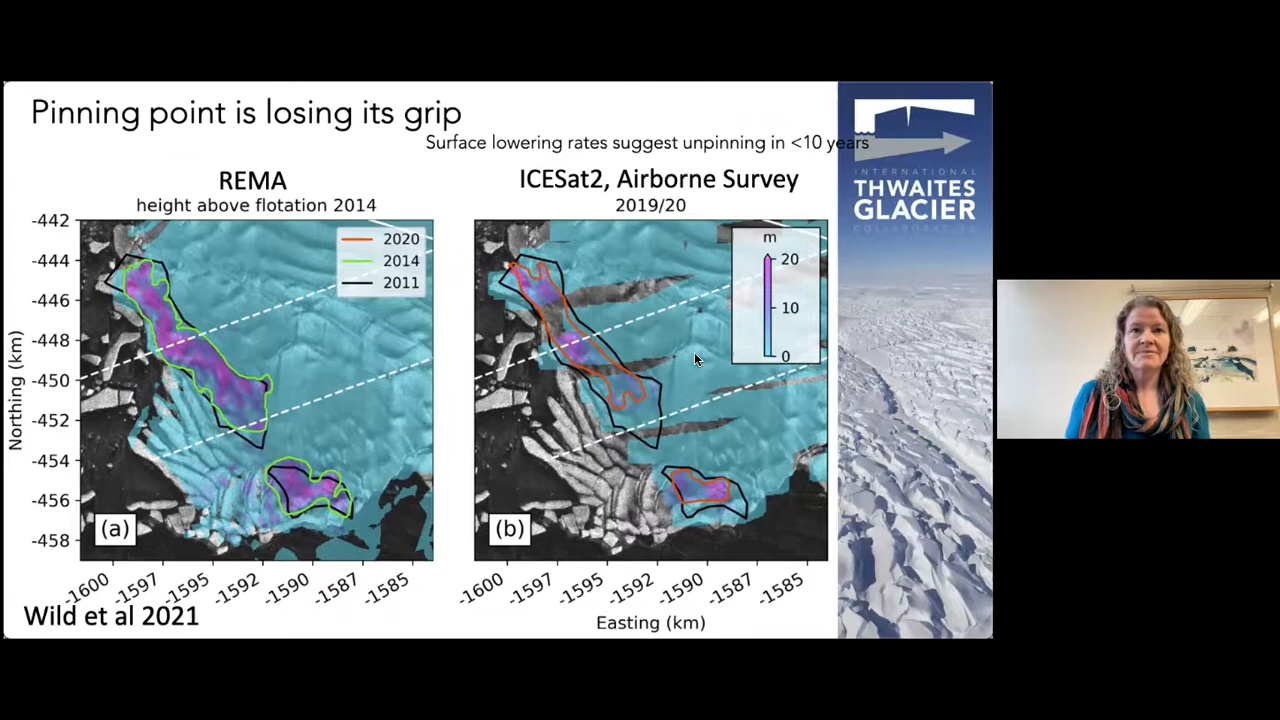 Pinning point is losing its grip
Surface lowering rates suggest unpinning in <10 years
REMA
height above flotation 2014
ICESat2, Airborne Survey
2019/20
-442
-444
-446
-448
-450
-452
-454
-456
-458
Northing (km)
2020
2014
2011
(a)
-1600
-1597
-1595
-1592
-1590
-1587
-1585
m
20
10
0
(b)
-1600
-1597
-1595
-1592
-1590
-1587
-1585
Easting (km)
Wild et al 2021
INTERNATIONAL
THWAITES
GLACIER
COLLABORATION